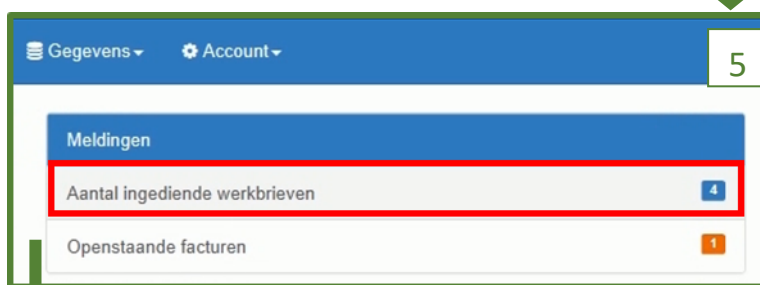 Gegevens Account
5
Meldingen
Aantal ingediende werkbrieven 4
Openstaande facturen 1